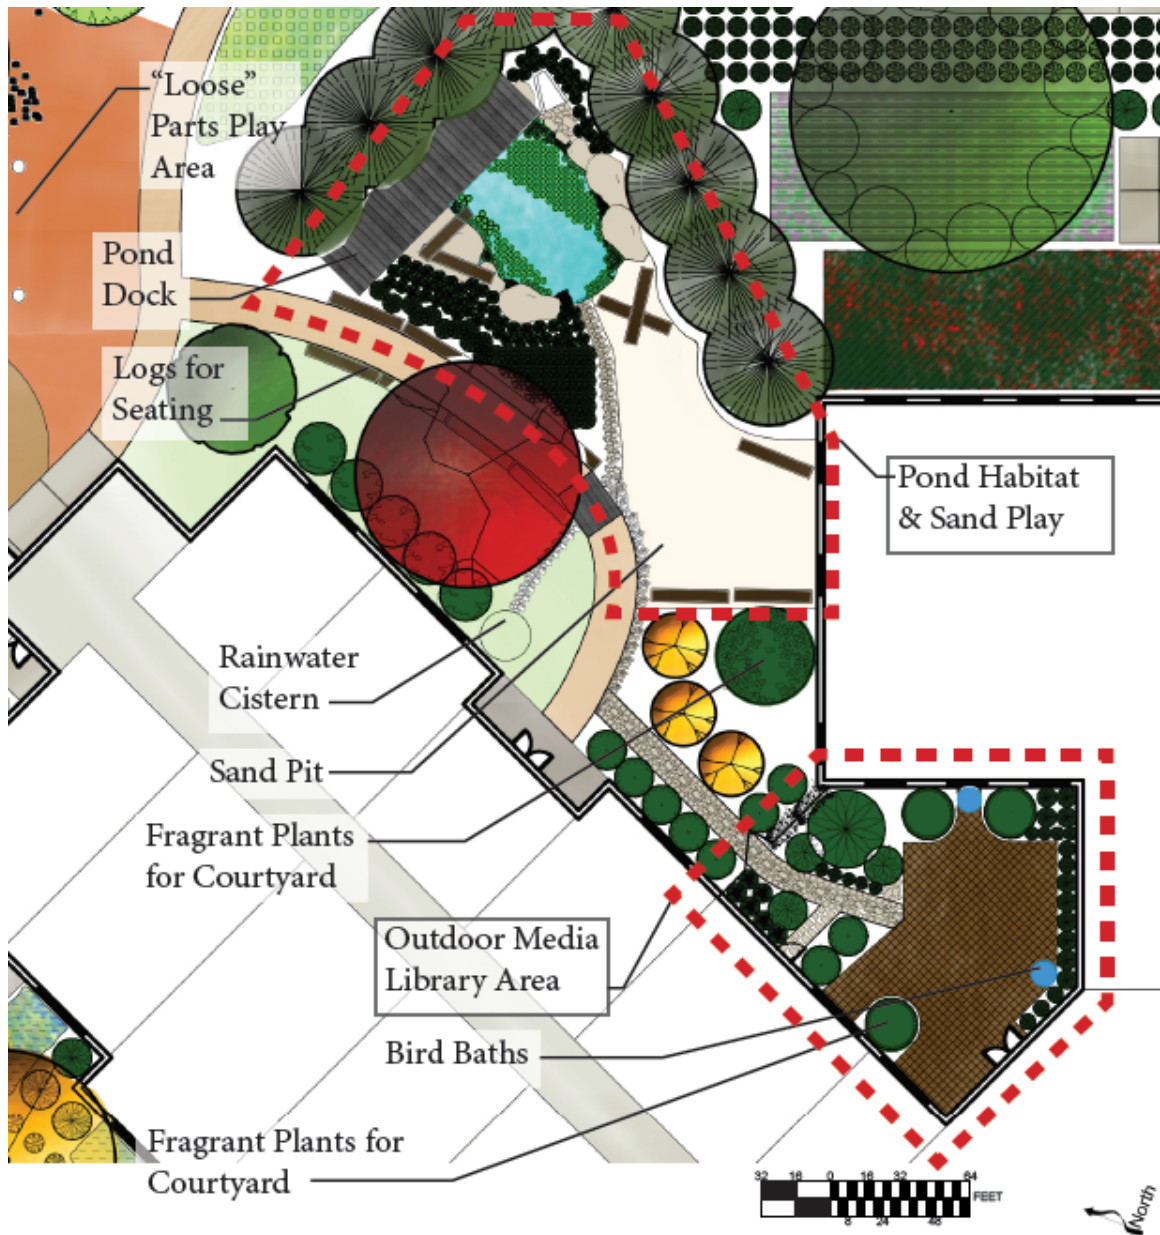 “Loose”
Parts Play
Area
Pond
Dock
Logs for
Seating
Pond Habitat
& Sand Play
Rainwater
Cistern
Sand Pit
Fragrant Plants
for Courtyard
Outdoor Media
Library Area
Bird Baths
Fragrant Plants for
Courtyard
32 16 0 16 32 64
FEET
8 24 48
North